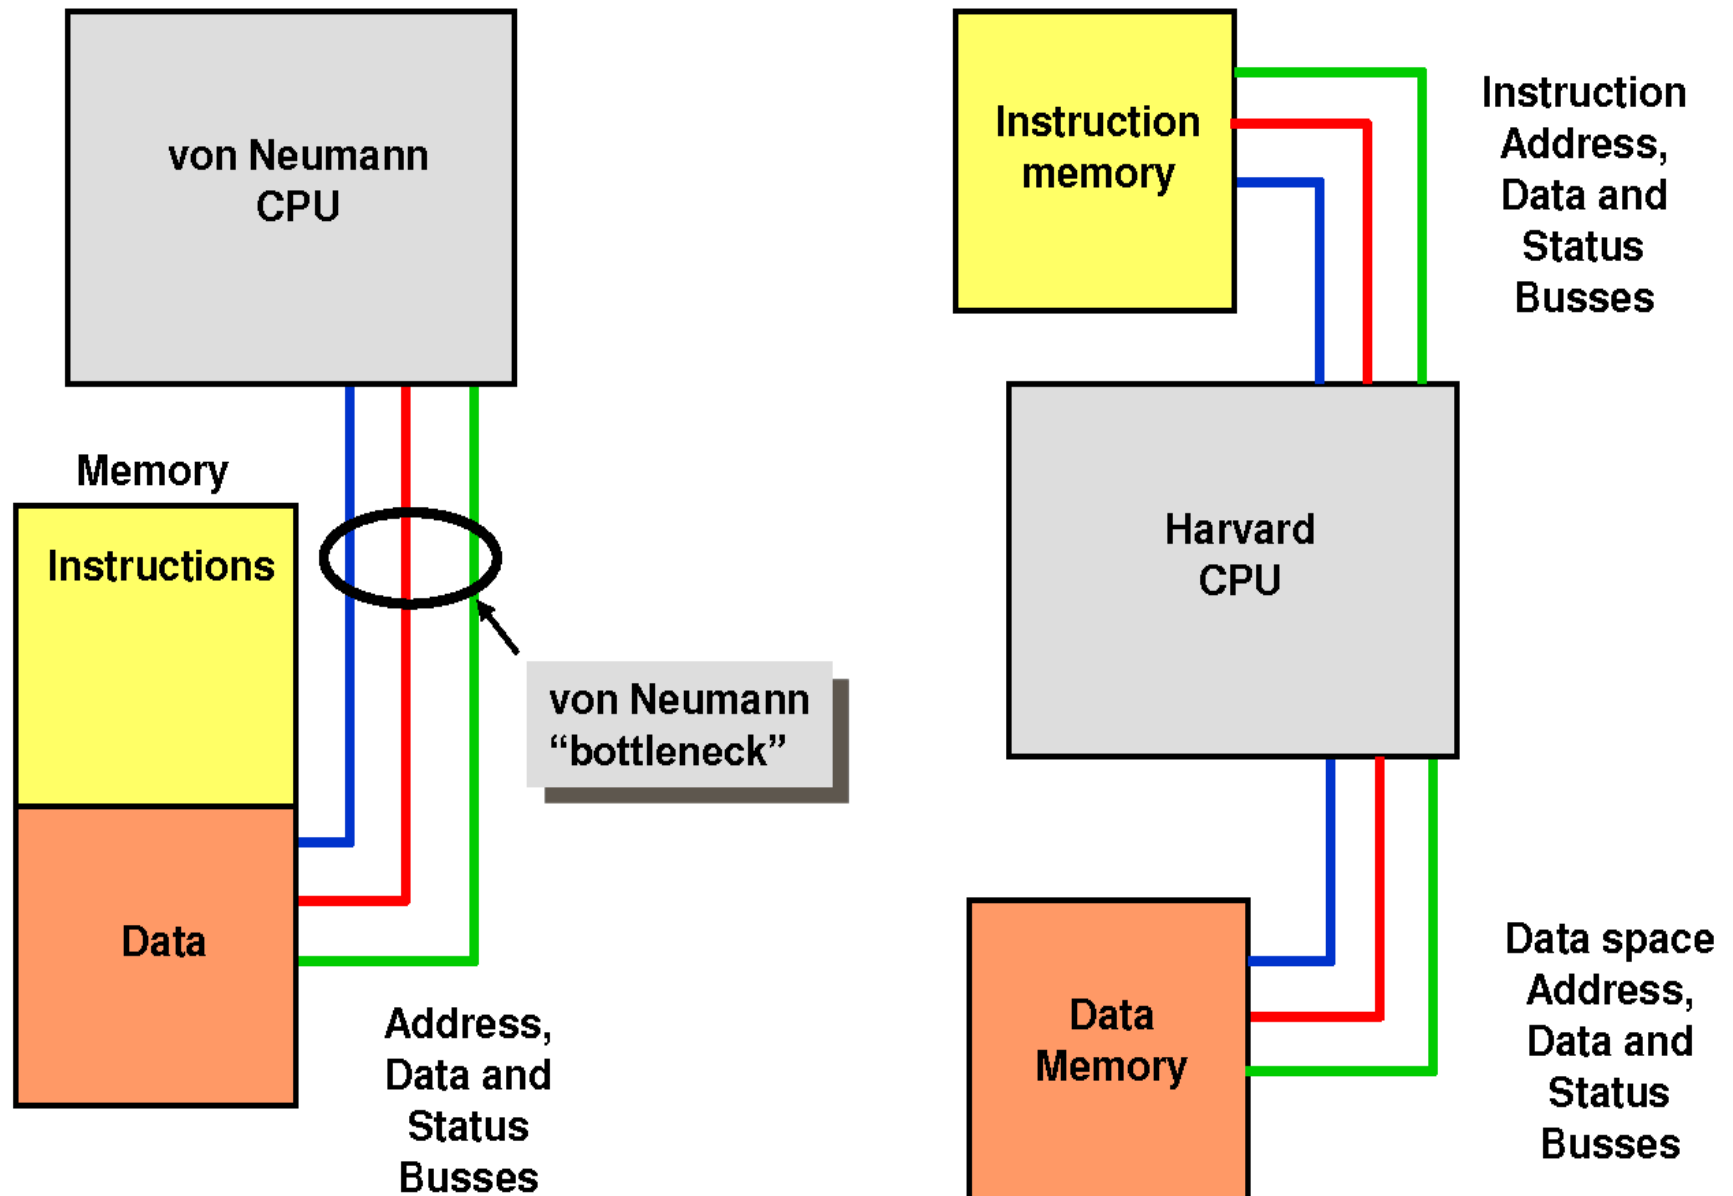 von Neumann
CPU
Memory
Instructions
von Neumann
“bottleneck”
Data
Address,
Data and
Status
Busses
Instruction
memory
Instruction
Address,
Data and
Status
Busses
Harvard
CPU
Data
Memory
Data space
Address,
Data and
Status
Busses